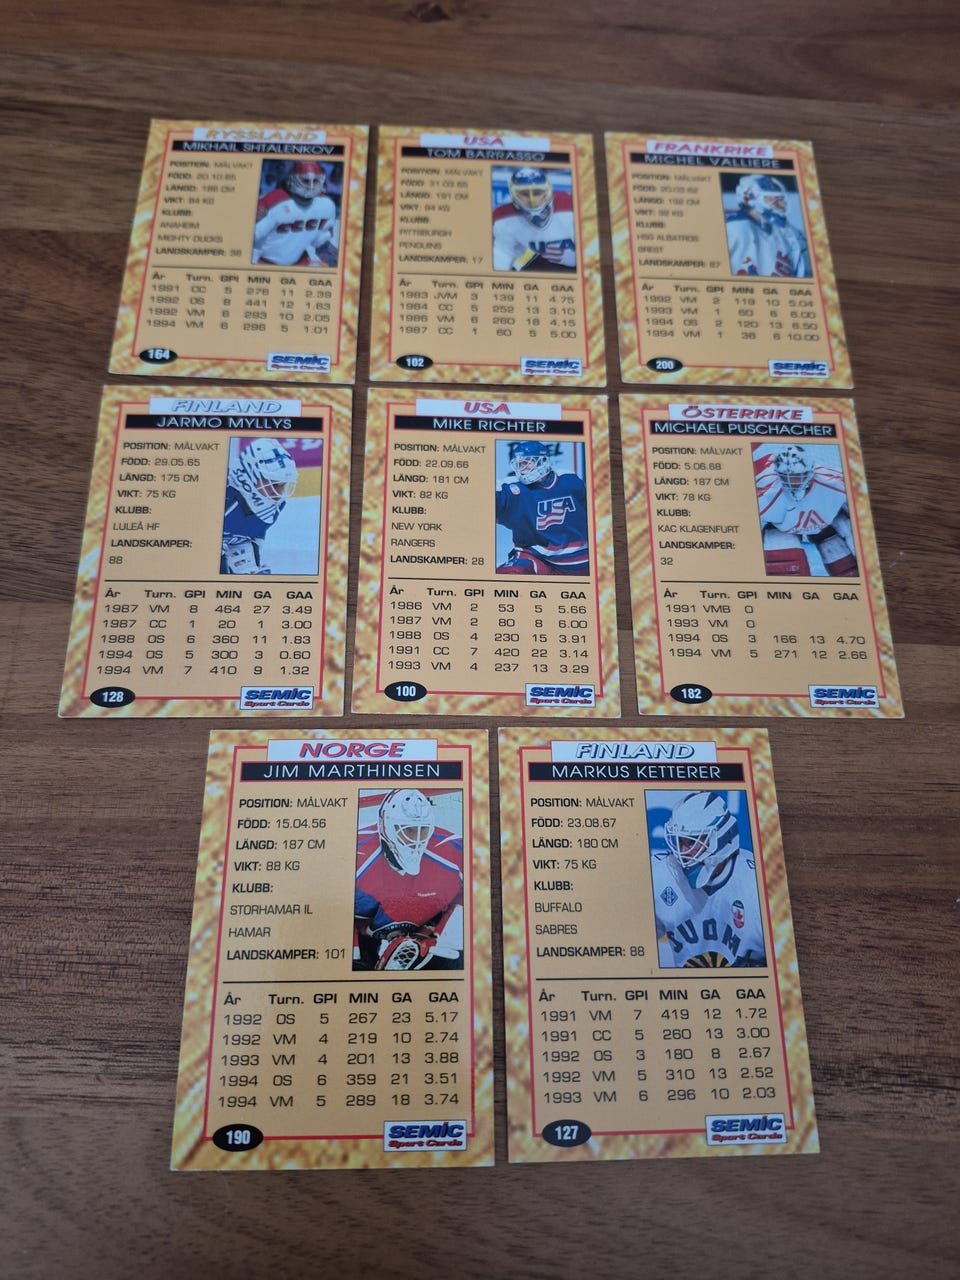 RYSSLAND
MIKHAIL SHTALENKOV
POSITION: MÅLVAKT
FÖDD: 20.10.65
LÄNGD: 186 CM
VIKT: 84 KG
KLUBB:
ANAHEIM
MIGHTY DUCKS
LANDSKAMPER: 38
År Turn. GPI MIN GA GAA
1991 CC 5 276 11 2.39
1992 OS 8 441 12 1.63
1992 VM 6 293 10 2.05
1994 VM 6 296 5 1.01
164
SEMIC
Sport Cards
USA
TOM BARRASSO
POSITION: MÅLVAKT
FÖDD: 31.03.65
LÄNGD: 191 CM
VIKT: 94 KG
KLUBB:
PITTSBURGH
PENGUINS
LANDSKAMPER: 17
USA
År Turn. GPI MIN GA GAA
1983 JVM 3 139 11 4.75
1984 CC 5 252 13 3.10
1986 VM 6 260 18 4.15
1987 CC 1 60 5 5.00
102
SEMIC
Sport Cards
FRANKRIKE
MICHEL VALLIERE
POSITION: MÅLVAKT
FÖDD: 20.03.62
LÄNGD: 192 CM
VIKT: 92 KG
KLUBB:
HSG ALBATROS
BREST
LANDSKAMPER: 87
År Turn. GPI MIN GA GAA
1992 VM 2 119 10 5.04
1993 VM 1 60 6 6.00
1994 OS 2 120 13 6.50
1994 VM 1 36 6 10.00
200
SEMIC
Sport Cards
FINLAND
JARMO MYLLYS
POSITION: MÅLVAKT
FÖDD: 29.05.65
LÄNGD: 175 CM
VIKT: 75 KG
KLUBB:
LULEÅ HF
LANDSKAMPER:
88
SUOMI
År Turn. GPI MIN GA GAA
1987 VM 8 464 27 3.49
1987 CC 1 20 1 3.00
1988 OS 6 360 11 1.83
1994 OS 5 300 3 0.60
1994 VM 7 410 9 1.32
128
SEMIC
Sport Cards
USA
MIKE RICHTER
POSITION: MÅLVAKT
FÖDD: 22.09.66
LÄNGD: 181 CM
VIKT: 82 KG
KLUBB:
NEW YORK
RANGERS
LANDSKAMPER: 28
USA
År Turn. GPI MIN GA GAA
1986 VM 2 53 5 5.66
1987 VM 2 80 8 6.00
1988 OS 4 230 15 3.91
1991 CC 7 420 22 3.14
1993 VM 4 237 13 3.29
100
SEMIC
Sport Cards
ÖSTERRIKE
MICHAEL PUSCHACHER
POSITION: MÅLVAKT
FÖDD: 5.06.68
LÄNGD: 187 CM
VIKT: 78 KG
KLUBB:
KAC KLAGENFURT
LANDSKAMPER:
32
År Turn. GPI MIN GA GAA
1991 VMB 0
1993 VM 0
1994 OS 3 166 13 4.70
1994 VM 5 271 12 2.66
182
SEMIC
Sport Cards
NORGE
JIM MARTHINSEN
POSITION: MÅLVAKT
FÖDD: 15.04.56
LÄNGD: 187 CM
VIKT: 88 KG
KLUBB:
STORHAMAR IL
HAMAR
LANDSKAMPER: 101
År Turn. GPI MIN GA GAA
1992 OS 5 267 23 5.17
1992 VM 4 219 10 2.74
1993 VM 4 201 13 3.88
1994 OS 6 359 21 3.51
1994 VM 5 289 18 3.74
190
SEMIC
Sport Cards
FINLAND
MARKUS KETTERER
POSITION: MÅLVAKT
FÖDD: 23.08.67
LÄNGD: 180 CM
VIKT: 75 KG
KLUBB:
BUFFALO
SABRES
LANDSKAMPER: 88
SUOM
År Turn. GPI MIN GA GAA
1991 VM 7 419 12 1.72
1991 CC 5 260 13 3.00
1992 OS 3 180 8 2.67
1992 VM 5 310 13 2.52
1993 VM 6 296 10 2.03
127
SEMIC
Sport Cards